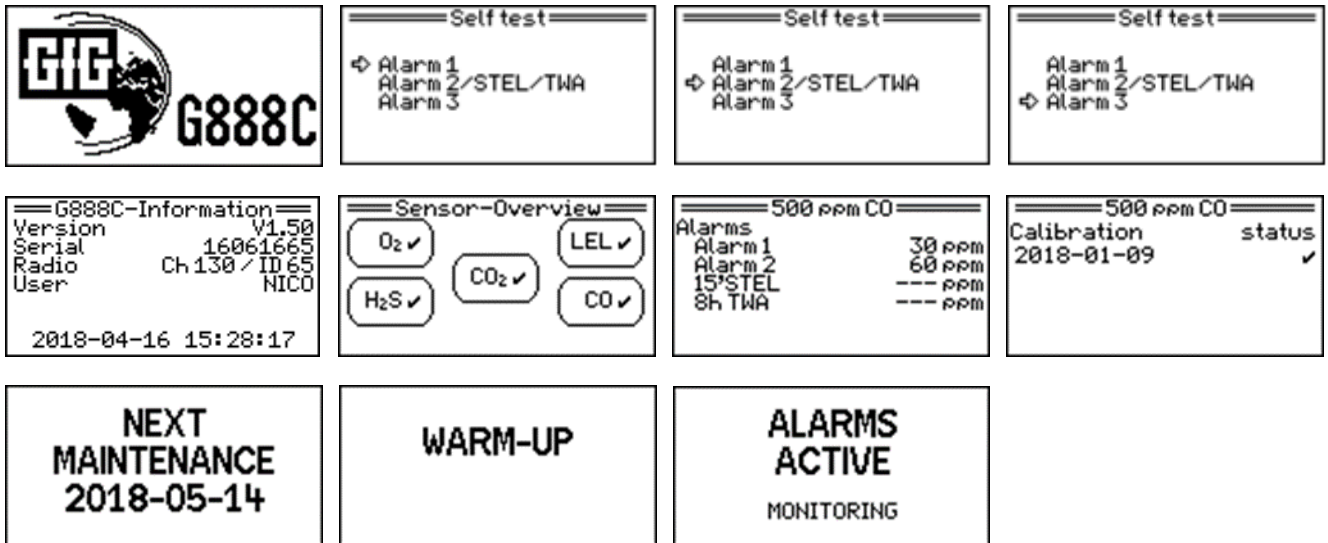 GfG
G888C
Self test
Alarm 1
Alarm 2/STEL/TWA
Alarm 3
Self test
Alarm 1
Alarm 2/STEL/TWA
Alarm 3
Self test
Alarm 1
Alarm 2/STEL/TWA
Alarm 3
G888C-Information
Version V1.50
Serial 16061665
Radio Ch 130 / ID 65
User NICO
2018-04-16 15:28:17
Sensor-Overview
O₂ ✔ LEL ✔
CO₂ ✔
H₂S ✔ CO ✔
500 ppm CO
Alarms
Alarm 1 30 ppm
Alarm 2 60 ppm
15'STEL --- ppm
8h TWA --- ppm
500 ppm CO
Calibration status
2018-01-09 ✔
NEXT
MAINTENANCE
2018-05-14
WARM-UP
ALARMS
ACTIVE
MONITORING